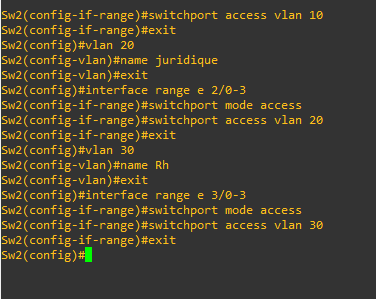 Sw2(config-if-range)#switchport access vlan 10
Sw2(config-if-range)#exit
Sw2(config)#vlan 20
Sw2(config-vlan)#name juridique
Sw2(config-vlan)#exit
Sw2(config)#interface range e 2/0-3
Sw2(config-if-range)#switchport mode access
Sw2(config-if-range)#switchport access vlan 20
Sw2(config-if-range)#exit
Sw2(config)#vlan 30
Sw2(config-vlan)#name Rh
Sw2(config-vlan)#exit
Sw2(config)#interface range e 3/0-3
Sw2(config-if-range)#switchport mode access
Sw2(config-if-range)#switchport access vlan 30
Sw2(config-if-range)#exit
Sw2(config)#